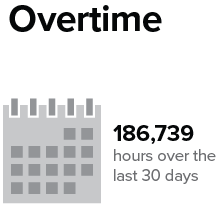 Overtime
186,739
hours over the
last 30 days